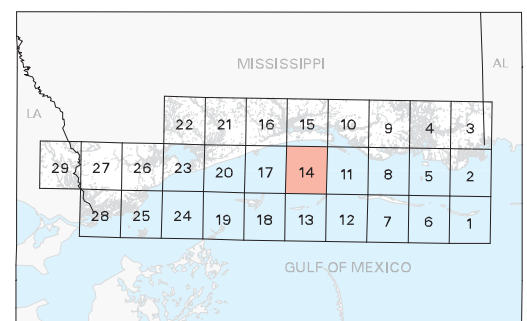 MISSISSIPPI
AL
LA
22 21 16 15 10 9 4 3
29 27 26 23 20 17 14 11 8 5 2
28 25 24 19 18 13 12 7 6 1
GULF OF MEXICO